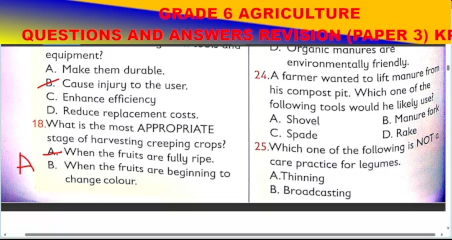 GRADE 6 AGRICULTURE
QUESTIONS AND ANSWERS REVISION (PAPER 3)
equipment?
A. Make them durable.
B. Cause injury to the user.
C. Enhance efficiency
D. Reduce replacement costs.
18.What is the most APPROPRIATE
stage of harvesting creeping crops?
A. When the fruits are fully ripe.
B. When the fruits are beginning to
change colour.
A
D. Organic manures are
environmentally friendly.
24.A farmer wanted to lift manure from
his compost pit. Which one of the
following tools would he likely use?
A. Shovel
B. Manure fork
C. Spade
D. Rake
25.Which one of the following is NOT a
care practice for legumes.
A.Thinning
B. Broadcasting